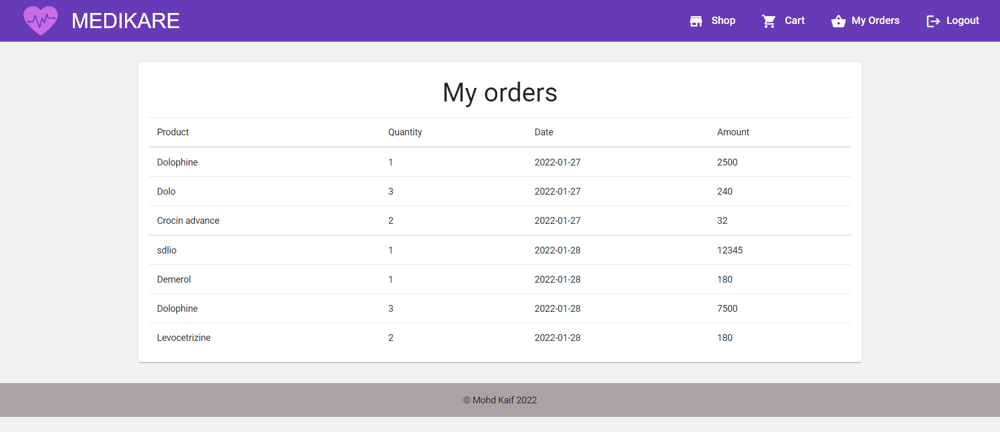 MEDIKARE Shop Cart My Orders Logout
My orders
Product Quantity Date Amount
Dolophine 1 2022-01-27 2500
Dolo 3 2022-01-27 240
Crocin advance 2 2022-01-27 32
sdlio 1 2022-01-28 12345
Demerol 1 2022-01-28 180
Dolophine 3 2022-01-28 7500
Levocetrizine 2 2022-01-28 180
© Mohd Kaif 2022